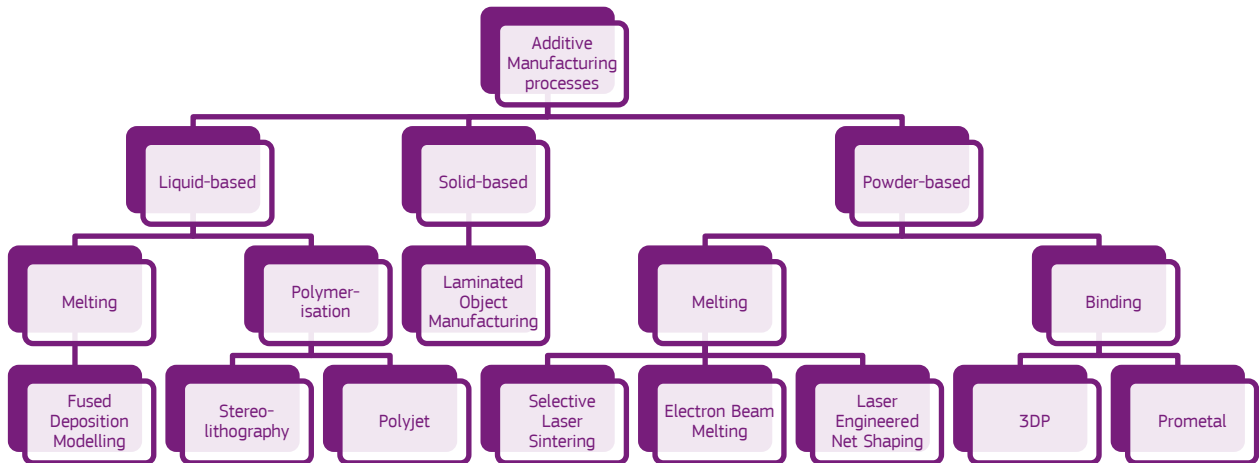 Additive
Manufacturing
processes
Liquid-based
Solid-based
Powder-based
Melting
Polymer-
isation
Laminated
Object
Manufacturing
Melting
Binding
Fused
Deposition
Modelling
Stereo-
lithography
Polyjet
Selective
Laser
Sintering
Electron Beam
Melting
Laser
Engineered
Net Shaping
3DP
Prometal